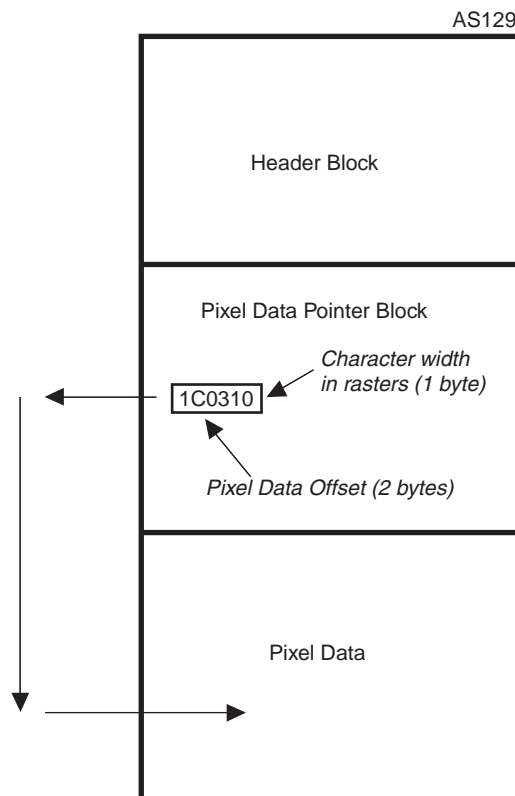 AS129
Header Block
Pixel Data Pointer Block
Character width
in rasters (1 byte)
1C0310
Pixel Data Offset (2 bytes)
Pixel Data